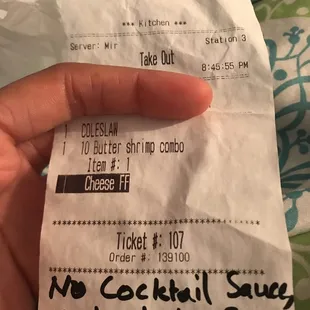 *** Kitchen ***
Server: Mir Station 3
Take Out
8:45:55 PM
1 COLESLAW
1 10 Butter shrimp combo
Item #: 1
Cheese FF
Ticket #: 107
Order #: 139100
No Cocktail Sauce,